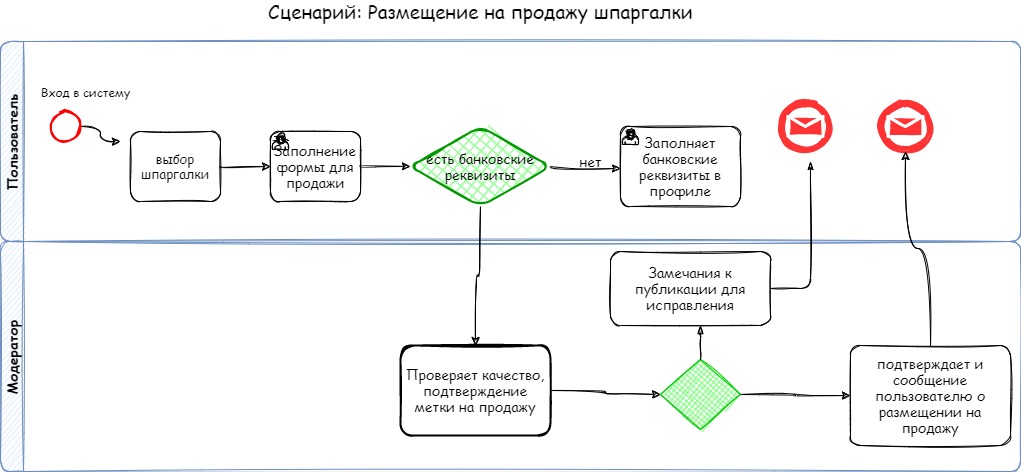 Сценарий: Размещение на продажу шпаргалки
Пользователь
Вход в систему
выбор
шпаргалки
Заполнение
формы для
продажи
есть банковские
реквизиты
нет
Заполняет
банковские
реквизиты в
профиле
Модератор
Замечания к
публикации для
исправления
Проверяет качество,
подтверждение
метки на продажу
подтверждает и
сообщение
пользователю о
размещении на
продажу